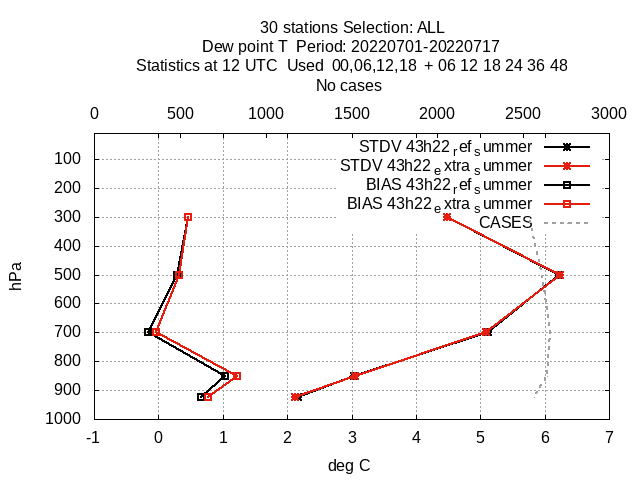 30 stations Selection: ALL
Dew point T  Period: 20220701-20220717
Statistics at 12 UTC  Used  00,06,12,18  + 06 12 18 24 36 48
No cases
0 500 1000 1500 2000 2500 3000
STDV 43h22_ref_summer
STDV 43h22_extra_summer
BIAS 43h22_ref_summer
BIAS 43h22_extra_summer
CASES
100
200
300
400
500
600
700
800
900
1000
hPa
-1 0 1 2 3 4 5 6 7
deg C